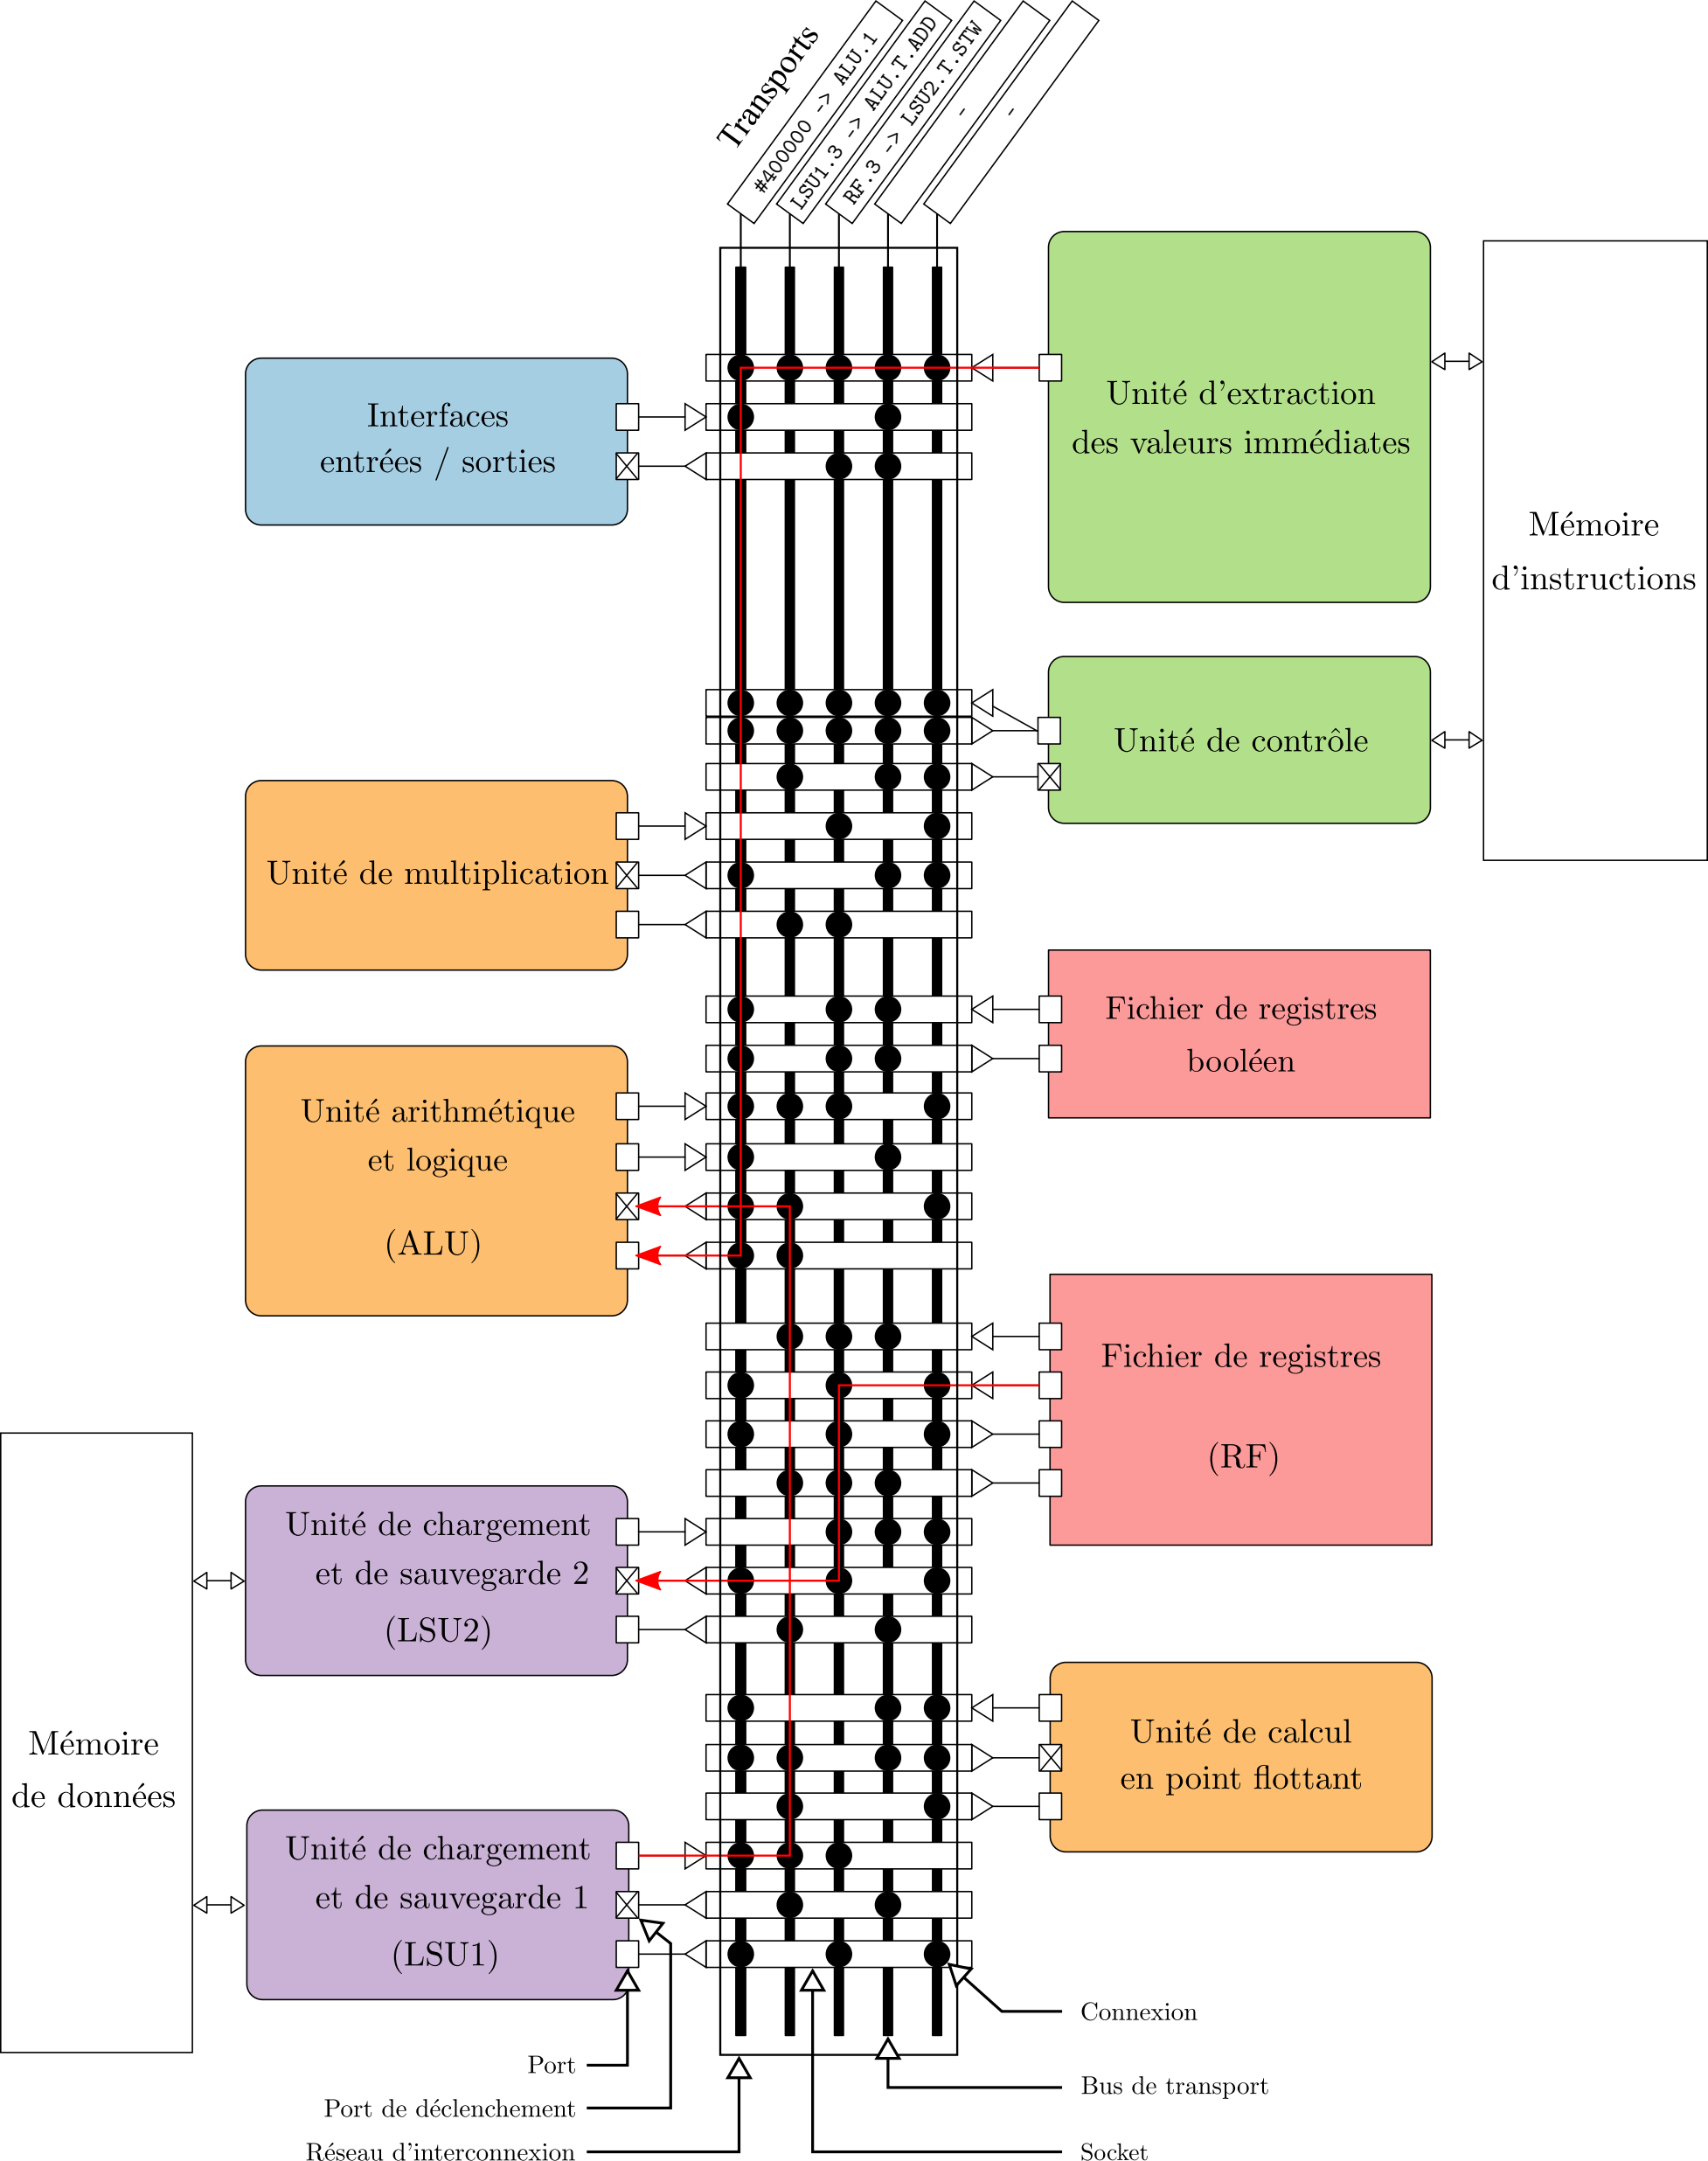 Transports
#400000 -> ALU.1
LSU1.3 -> ALU.T.ADD
RF.3 -> LSU2.T.STW
-
-
Interfaces
entrées / sorties
Unité d'extraction
des valeurs immédiates
Mémoire
d'instructions
Unité de contrôle
Unité de multiplication
Fichier de registres
booléen
Unité arithmétique
et logique
(ALU)
Fichier de registres
(RF)
Unité de chargement
et de sauvegarde 2
(LSU2)
Mémoire
de données
Unité de calcul
en point flottant
Unité de chargement
et de sauvegarde 1
(LSU1)
Connexion
Port
Bus de transport
Port de déclenchement
Réseau d'interconnexion
Socket